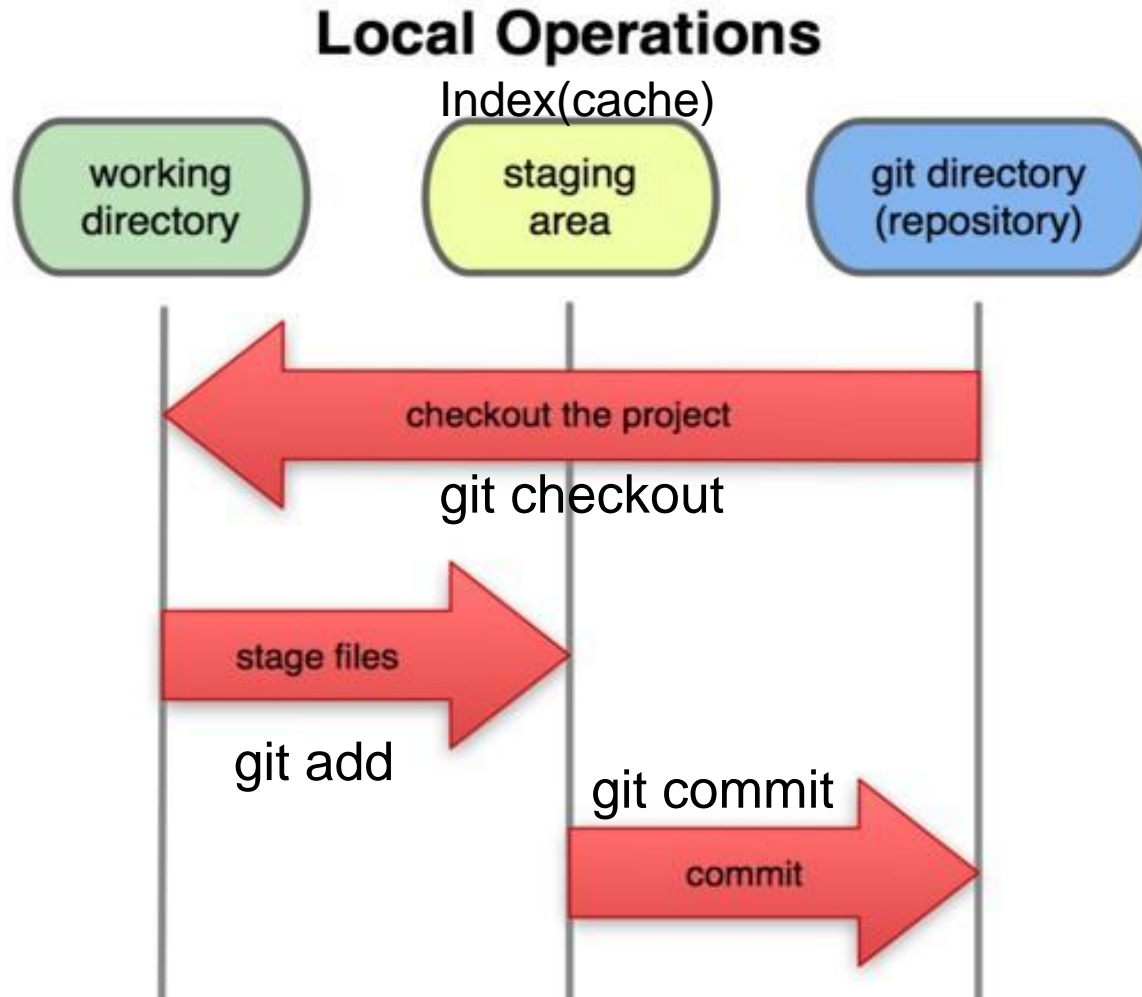 Local Operations
Index(cache)
working
directory
staging
area
git directory
(repository)
checkout the project
git checkout
stage files
git add
git commit
commit